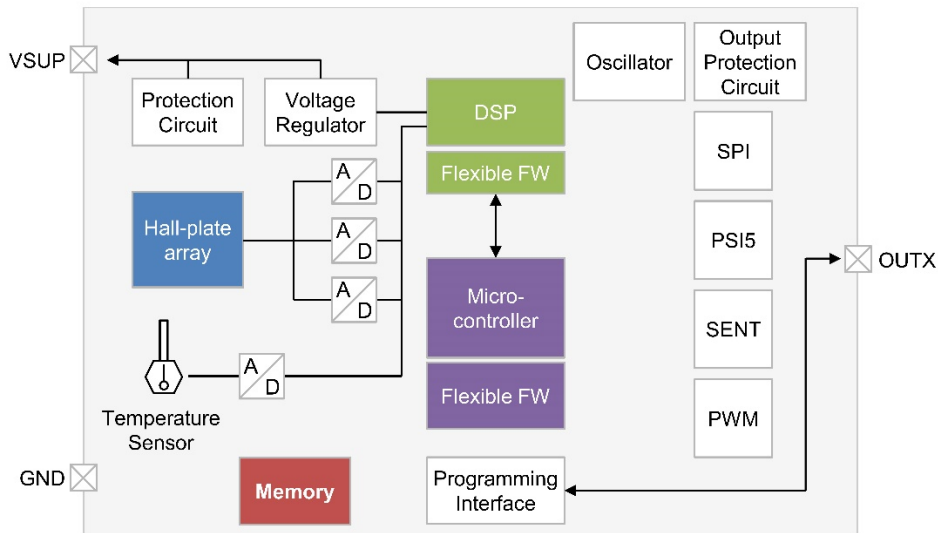 VSUP
Protection
Circuit
Voltage
Regulator
DSP
Flexible FW
Oscillator
Output
Protection
Circuit
SPI
Hall-plate
array
A
D
A
D
A
D
PSI5
OUTX
Micro-
controller
Flexible FW
SENT
Temperature
Sensor
A
D
PWM
GND
Memory
Programming
Interface